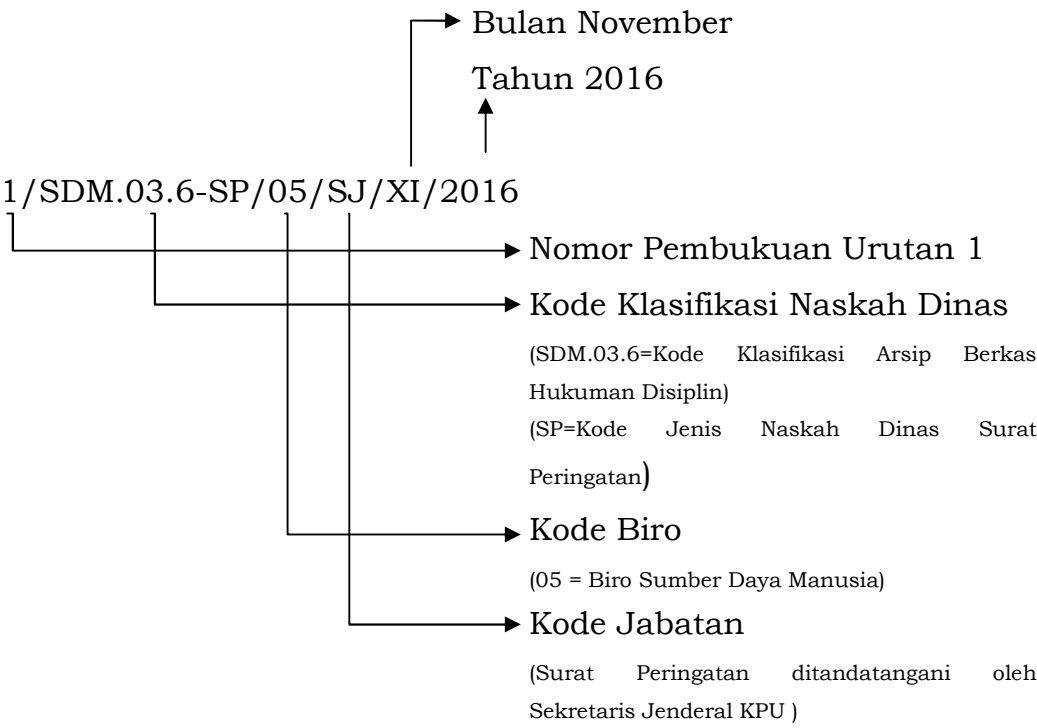 Bulan November
Tahun 2016
1/SDM.03.6-SP/05/SJ/XI/2016
Nomor Pembukuan Urutan 1
Kode Klasifikasi Naskah Dinas
(SDM.03.6=Kode Klasifikasi Arsip Berkas
Hukuman Disiplin)
(SP=Kode Jenis Naskah Dinas Surat
Peringatan)
Kode Biro
(05 = Biro Sumber Daya Manusia)
Kode Jabatan
(Surat Peringatan ditandatangani oleh
Sekretaris Jenderal KPU )